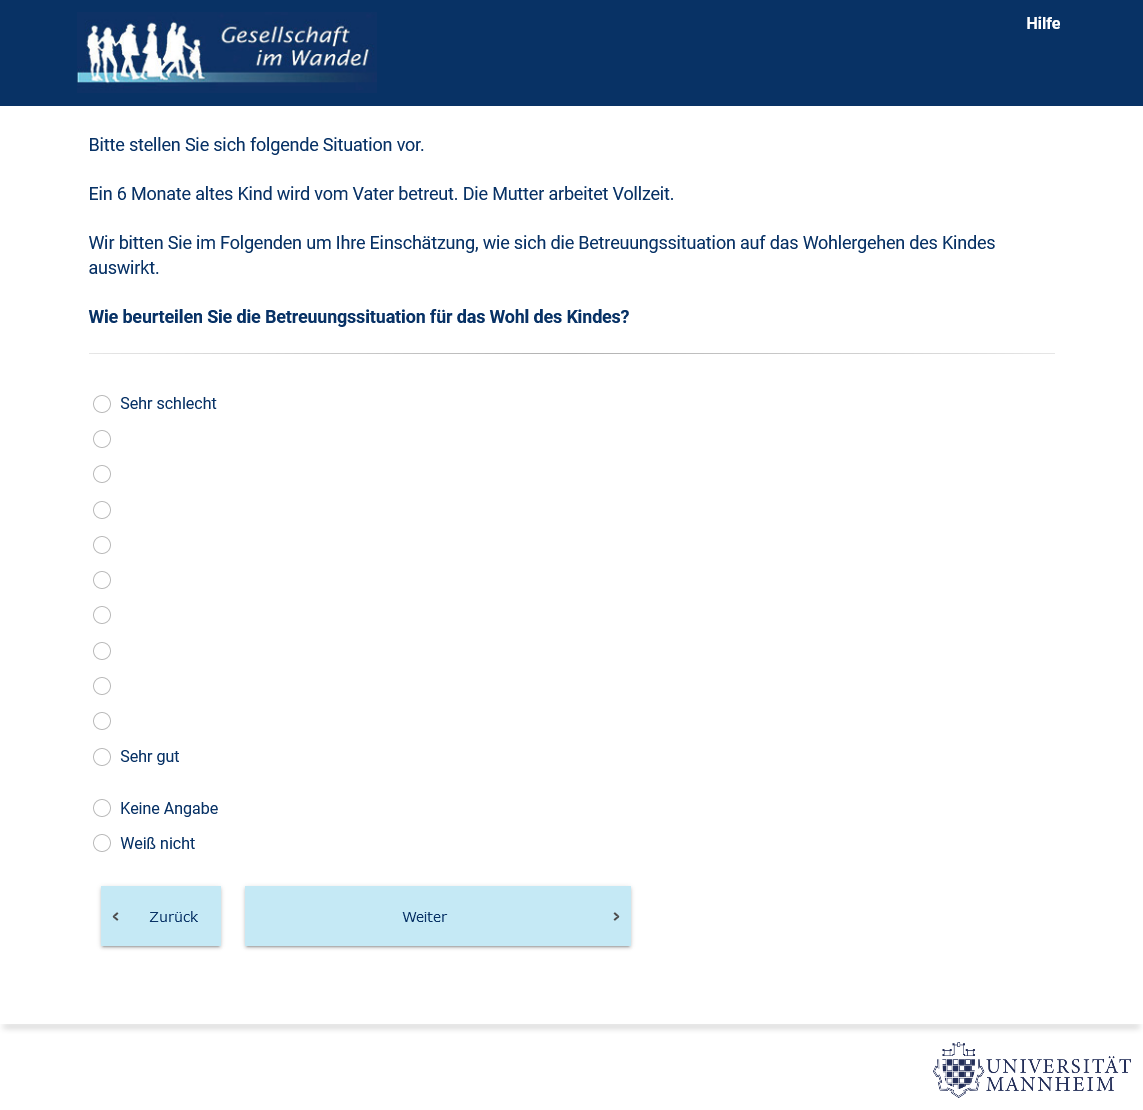 Gesellschaft
im Wandel
Hilfe
Bitte stellen Sie sich folgende Situation vor.
Ein 6 Monate altes Kind wird vom Vater betreut. Die Mutter arbeitet Vollzeit.
Wir bitten Sie im Folgenden um Ihre Einschätzung, wie sich die Betreuungssituation auf das Wohlergehen des Kindes
auswirkt.
Wie beurteilen Sie die Betreuungssituation für das Wohl des Kindes?
Sehr schlecht
Sehr gut
Keine Angabe
Weiß nicht
Zurück
Weiter
UNIVERSITÄT
MANNHEIM